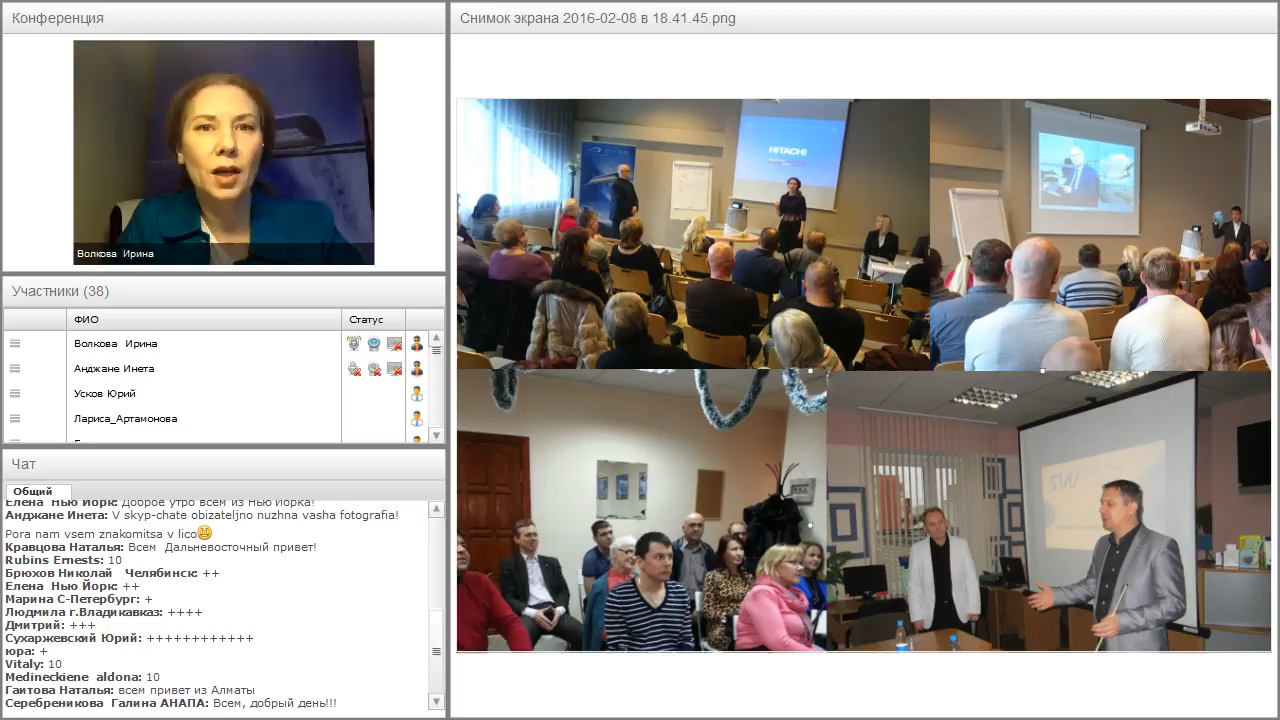 Конференция
Волкова Ирина
Участники (38)
ФИО Статус
Волкова Ирина
Анджане Инета
Усков Юрий
Лариса_Артамонова
Чат
Общий
Елена Нью Йорк: Доброе утро всем из Нью Йорка!
Анджане Инета: V skyp-chate obizateljno nuzhna vasha fotografia!
Pora nam vsem znakomitsa v lico
Кравцова Наталья: Всем Дальневосточный привет!
Rubins Ernests: 10
Брюхов Николай Челябинск: ++
Елена Нью Йорк: ++
Марина С-Петербург: +
Людмила г.Владикавказ: ++++
Дмитрий: +++
Сухаржевский Юрий: ++++++++++++
юра: +
Vitaly: 10
Medineckiene aldona: 10
Гаитова Наталья: всем привет из Алматы
Серебреникова Галина АНАПА: Всем, добрый день!!!
Снимок экрана 2016-02-08 в 18.41.45.png
HITACHI
SW